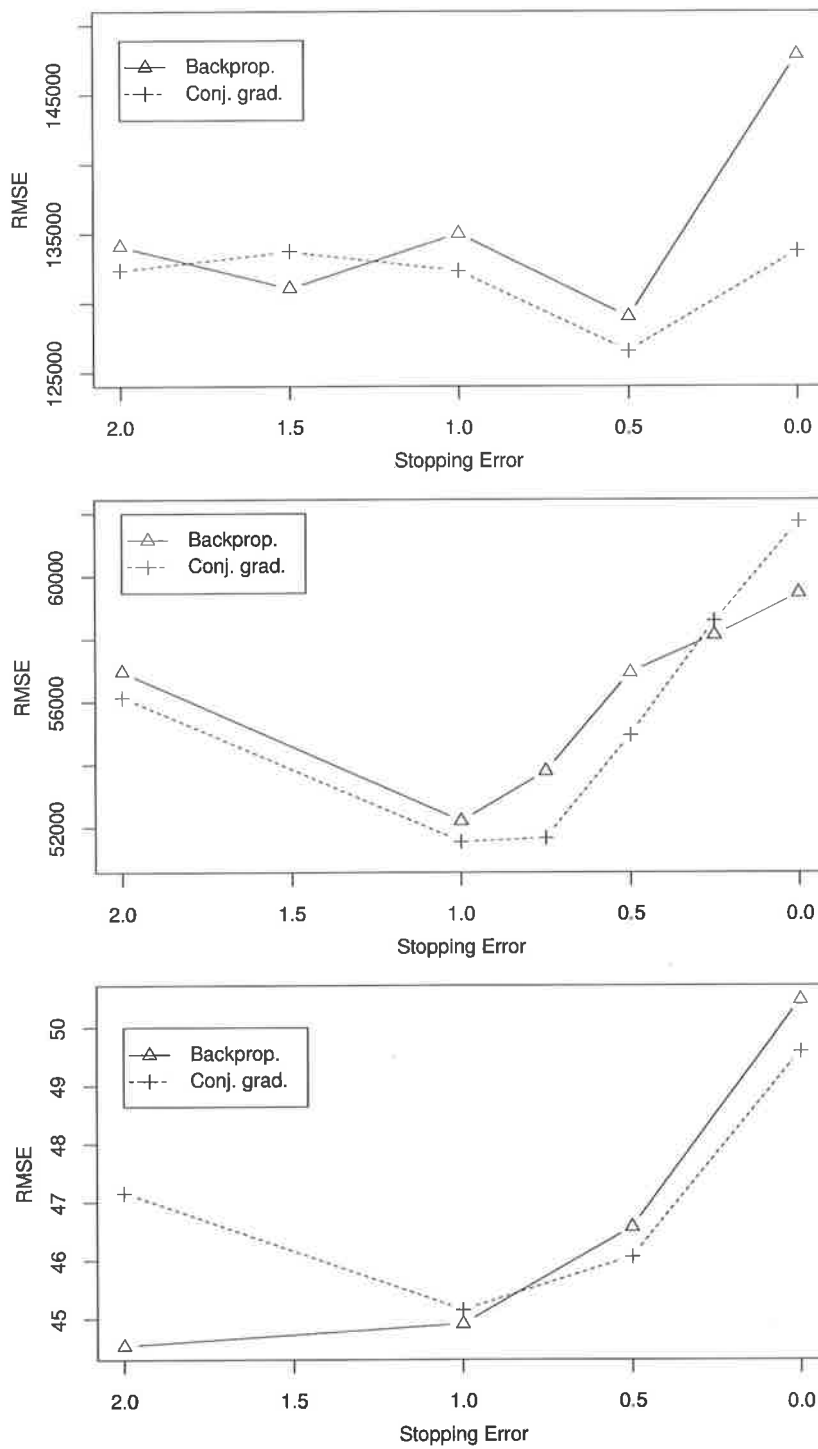 Backprop.
Conj. grad.
RMSE
145000
135000
125000
2.0 1.5 1.0 0.5 0.0
Stopping Error
Backprop.
Conj. grad.
RMSE
60000
56000
52000
2.0 1.5 1.0 0.5 0.0
Stopping Error
Backprop.
Conj. grad.
RMSE
50
49
48
47
46
45
2.0 1.5 1.0 0.5 0.0
Stopping Error